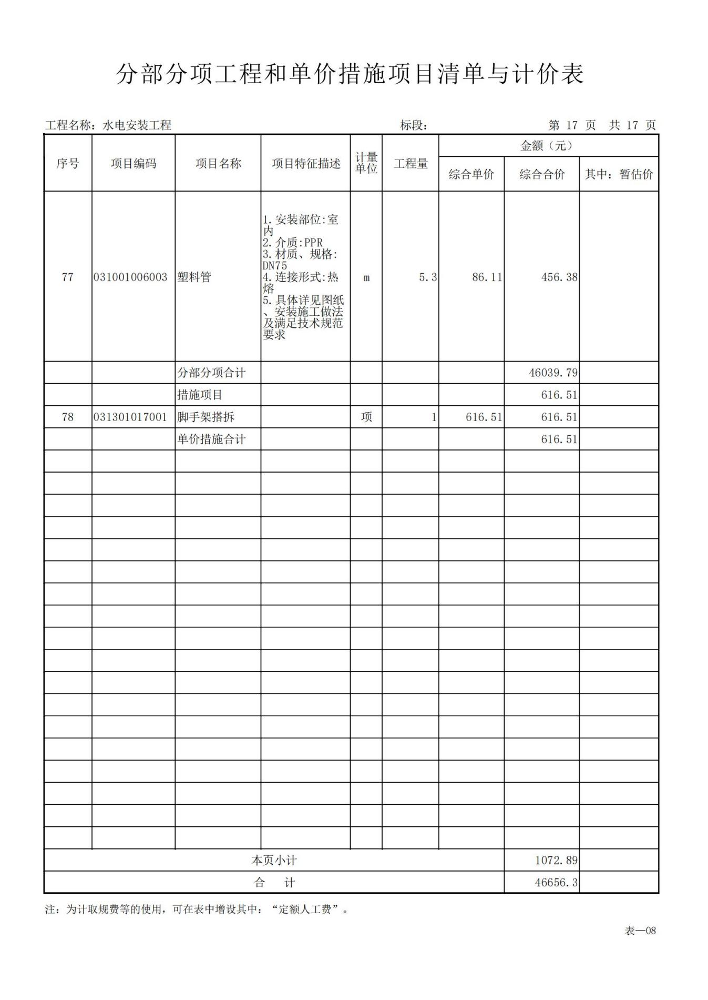 分部分项工程和单价措施项目清单与计价表
工程名称：水电安装工程 标段： 第 17 页 共 17 页
序号 项目编码 项目名称 项目特征描述 计量单位 工程量 金额（元）
综合单价 综合合价 其中：暂估价
77 031001006003 塑料管
1.安装部位:室
内
2.介质:PPR
3.材质、规格:
DN75
4.连接形式:热
熔
5.具体详见图纸
、安装施工做法
及满足技术规范
要求
m 5.3 86.11 456.38
分部分项合计 46039.79
措施项目 616.51
78 031301017001 脚手架搭拆 项 1 616.51 616.51
单价措施合计 616.51
本页小计 1072.89
合 计 46656.3
注：为计取规费等的使用，可在表中增设其中：“定额人工费”。
表—08